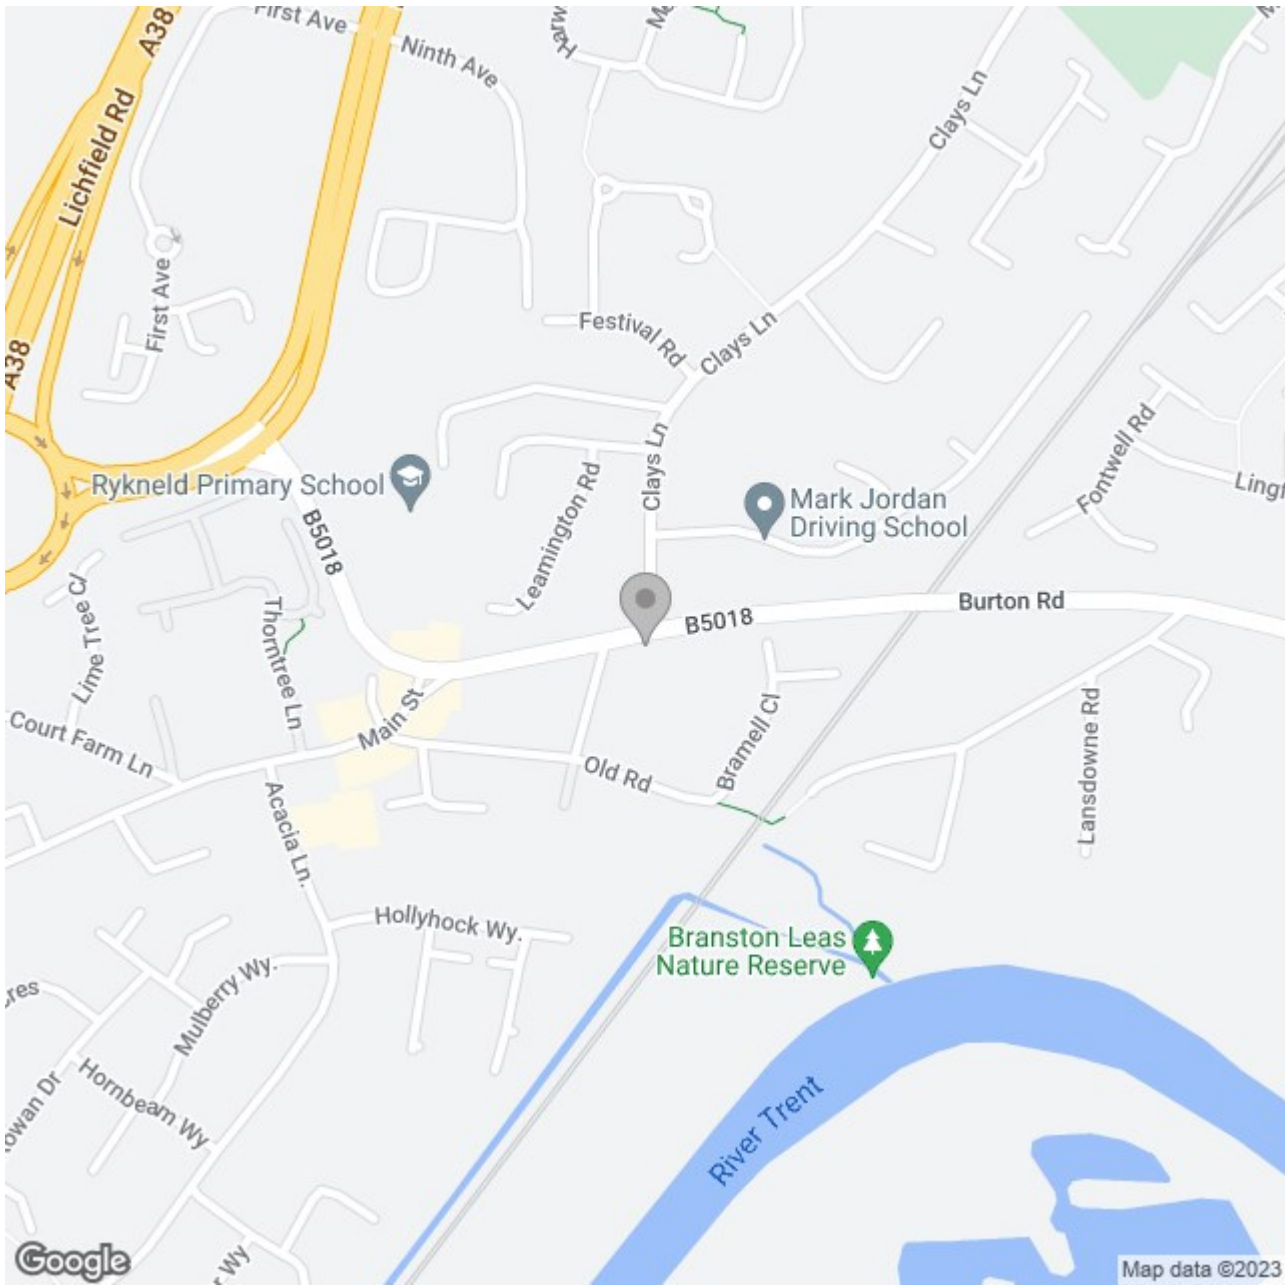 First Ave
Ninth Ave
A38
Lichfield Rd
Clays Ln
First Ave
A38
Festival Rd
Clays Ln
Clays Ln
Fontwell Rd
Rykneld Primary School
Leamington Rd
Mark Jordan
Driving School
B5018
Lime Tree Cl
Thorntree Ln
B5018
Burton Rd
Main St
Court Farm Ln
Old Rd
Bramell Cl
Lansdowne Rd
Acacia Ln.
Hollyhock Wy.
Branston Leas
Nature Reserve
Mulberry Wy.
Hornbeam Wy
River Trent
Wy
Google
Map data ©2023